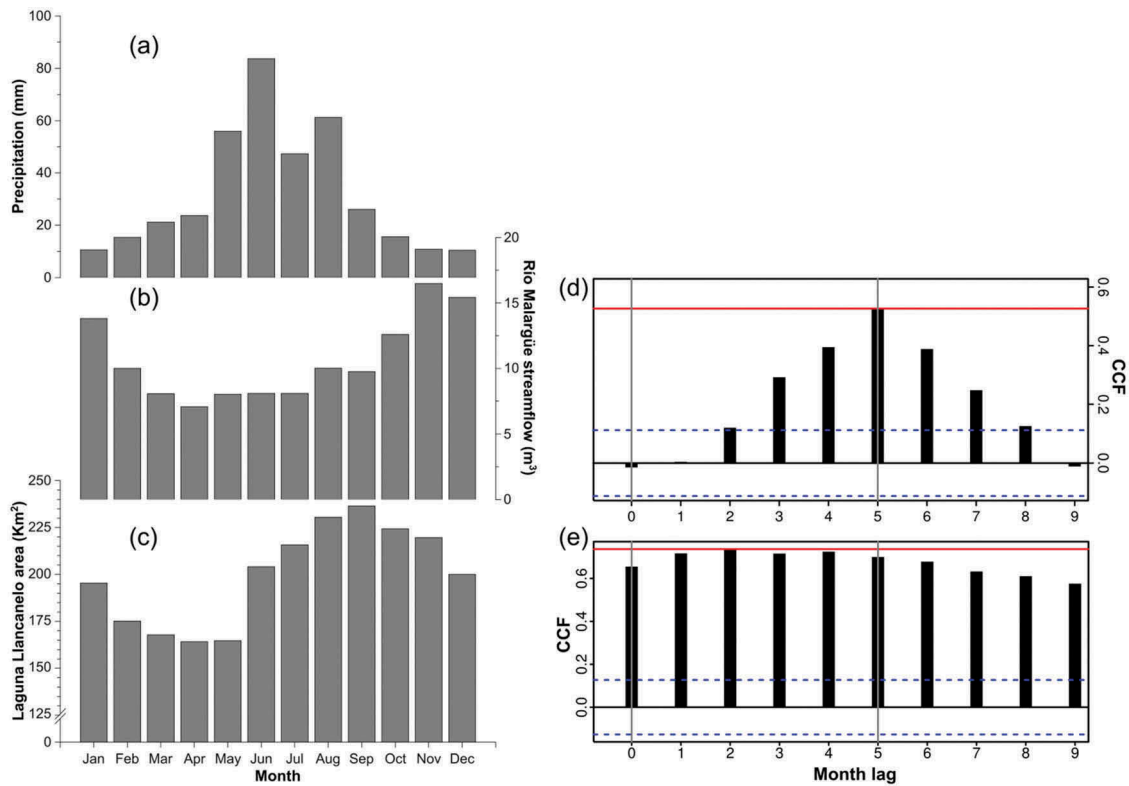 (a)
Precipitation (mm)
100
80
60
40
20
0
(b)
Río Malargüe streamflow (m³)
20
15
10
5
0
(c)
Laguna Llancanelo area (Km²)
250
225
200
175
150
125
0
Jan Feb Mar Apr May Jun Jul Aug Sep Oct Nov Dec
Month
(d)
0.6
0.4
0.2
0.0
CCF
0 1 2 3 4 5 6 7 8 9
(e)
CCF
0.6
0.4
0.2
0.0
0 1 2 3 4 5 6 7 8 9
Month lag